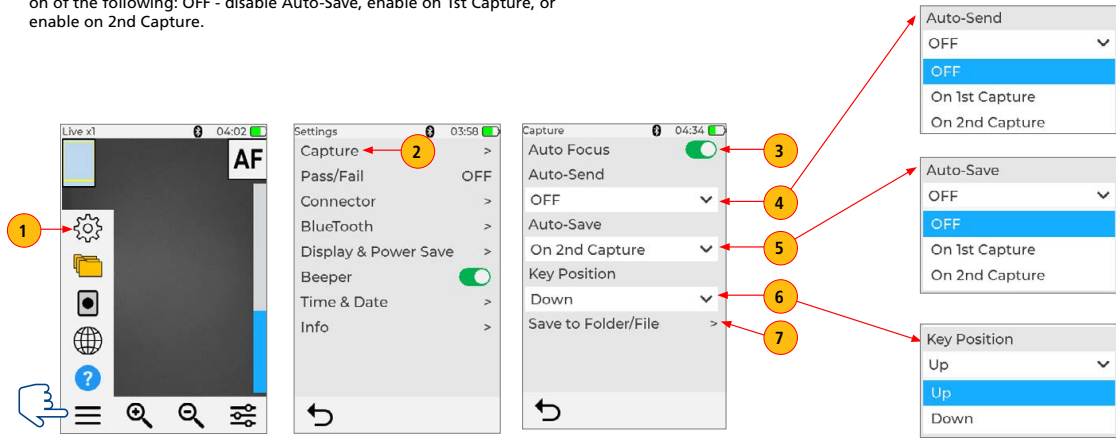 on of the following: OFF - disable Auto-Save, enable on 1st Capture, or
enable on 2nd Capture.
Live x1 04:02
AF
1
?
Settings 03:58
Capture >
2
Pass/Fail OFF
Connector >
BlueTooth >
Display & Power Save >
Beeper
Time & Date >
Info >
Capture 04:34
Auto Focus
3
Auto-Send
OFF
4
Auto-Save
On 2nd Capture
5
Key Position
Down
6
Save to Folder/File >
7
Auto-Send
OFF
OFF
On 1st Capture
On 2nd Capture
Auto-Save
OFF
OFF
On 1st Capture
On 2nd Capture
Key Position
Up
Up
Down